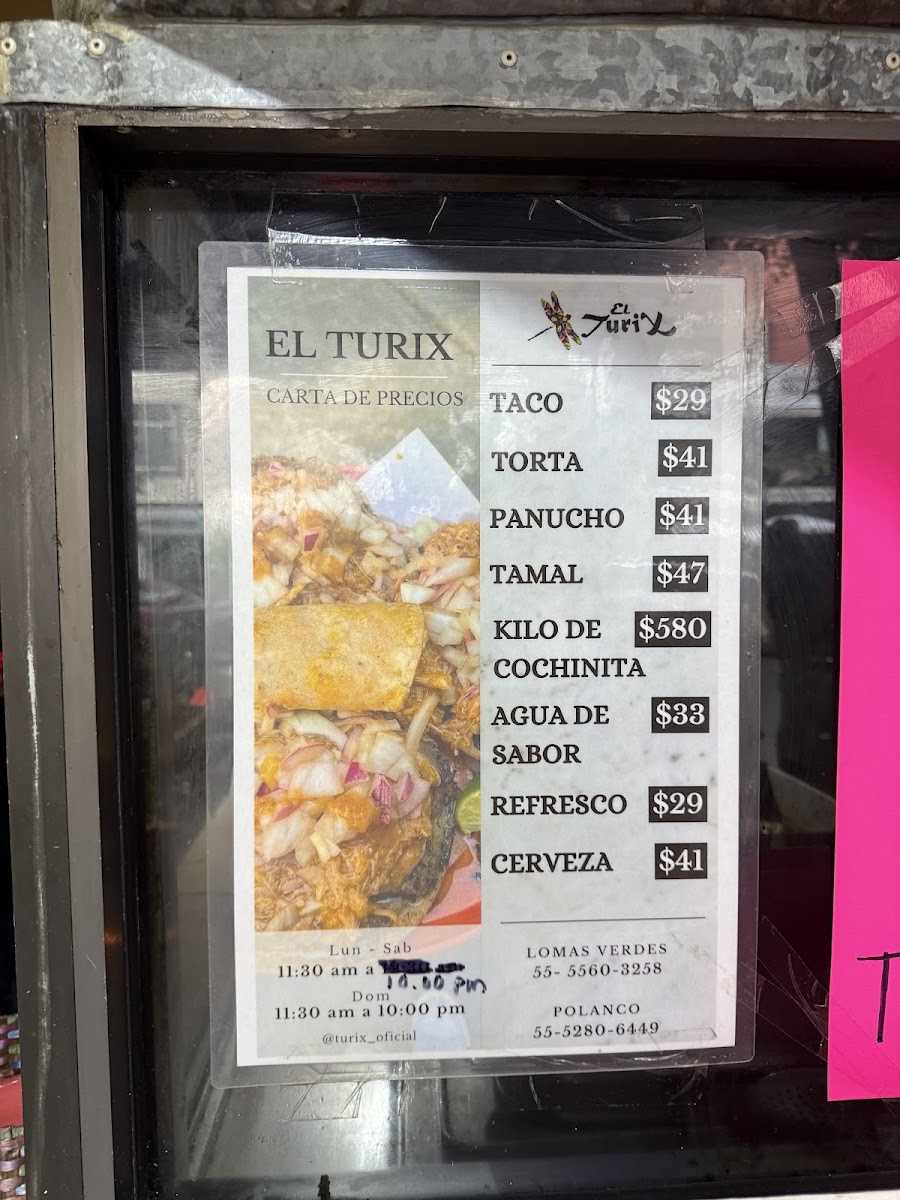 EL TURIX
CARTA DE PRECIOS
El
Turix
TACO $29
TORTA $41
PANUCHO $41
TAMAL $47
KILO DE $580
COCHINITA
AGUA DE $33
SABOR
REFRESCO $29
CERVEZA $41
Lun - Sab
11:30 am a
10.00 pm
Dom
11:30 am a 10:00 pm
@turix_oficial
LOMAS VERDES
55- 5560-3258
POLANCO
55-5280-6449
T